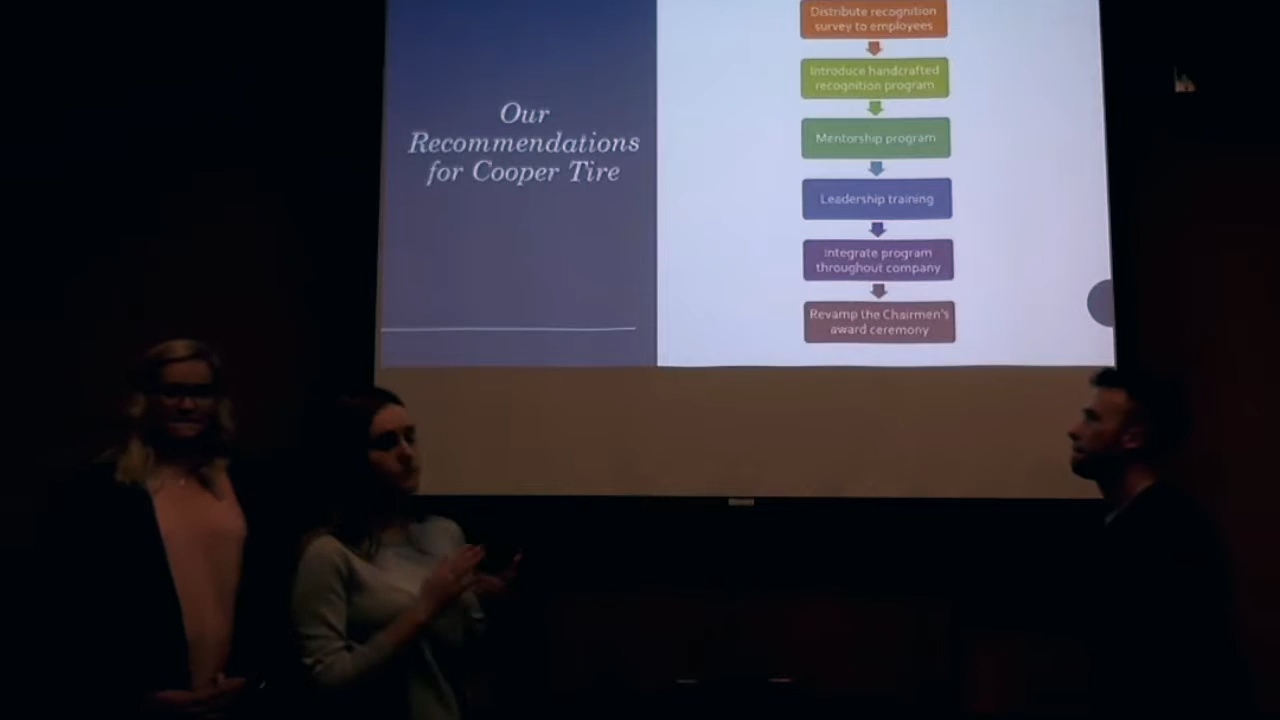 Our
Recommendations
for Cooper Tire
Distribute recognition
survey to employees
Introduce handcrafted
recognition program
Mentorship program
Leadership training
Integrate program
throughout company
Revamp the Chairmen's
award ceremony